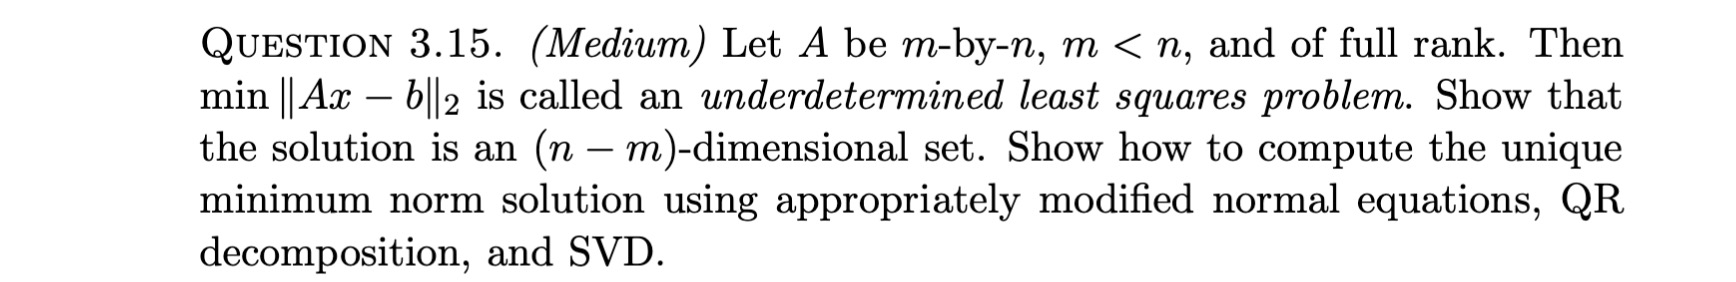 QUESTION 3.15. (Medium) Let A be m-by-n, m < n, and of full rank. Then
min ‖Ax − b‖₂ is called an underdetermined least squares problem. Show that
the solution is an (n − m)-dimensional set. Show how to compute the unique
minimum norm solution using appropriately modified normal equations, QR
decomposition, and SVD.